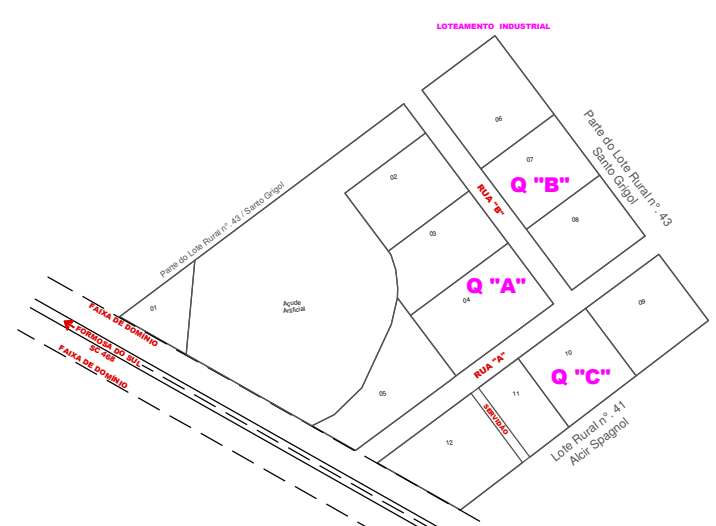 LOTEAMENTO INDUSTRIAL
06
Parte do Lote Rural nº. 43
Santo Grigol
07
Q "B"
02
RUA "B"
08
Parte do Lote Rural nº. 43 / Santo Grigol
03
Q "A"
04
Açude
Artificial
01
09
FAIXA DE DOMÍNIO
FORMOSA DO SUL
SC 468
FAIXA DE DOMÍNIO
10
RUA "A"
Q "C"
05
11
SERVIDÃO
12
Lote Rural nº. 41
Alcir Spagnol